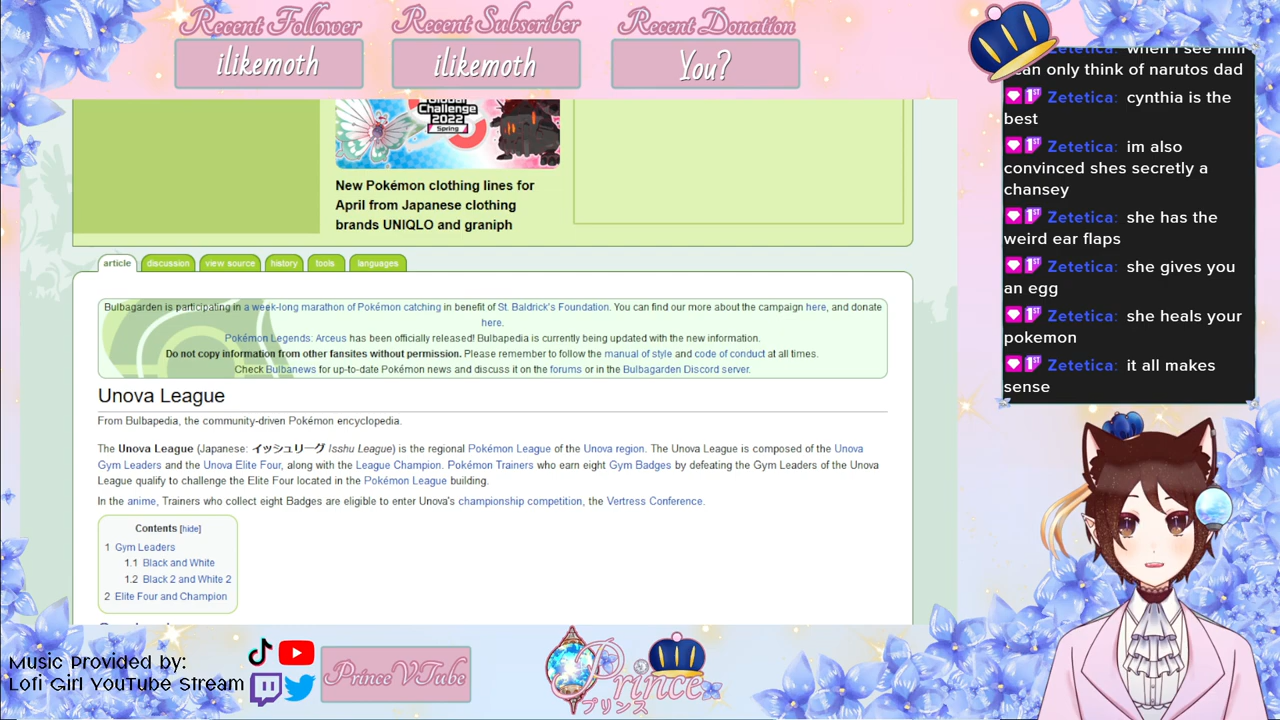 Recent Follower
ilikemoth
Recent Subscriber
ilikemoth
Recent Donation
You?
Zetetica: when I see him
can only think of narutos dad
Zetetica: cynthia is the
best
Zetetica: im also
convinced shes secretly a
chansey
Zetetica: she has the
weird ear flaps
Zetetica: she gives you
an egg
Zetetica: she heals your
pokemon
Zetetica: it all makes
sense
Global
Challenge
2022
Spring
New Pokémon clothing lines for
April from Japanese clothing
brands UNIQLO and graniph
article discussion view source history tools languages
Bulbagarden is participating in a week-long marathon of Pokémon catching in benefit of St. Baldrick's Foundation. You can find our more about the campaign here, and donate
here.
Pokémon Legends: Arceus has been officially released! Bulbapedia is currently being updated with the new information.
Do not copy information from other fansites without permission. Please remember to follow the manual of style and code of conduct at all times.
Check Bulbanews for up-to-date Pokémon news and discuss it on the forums or in the Bulbagarden Discord server.
Unova League
From Bulbapedia, the community-driven Pokémon encyclopedia.
The Unova League (Japanese: イッシュリーグ Isshu League) is the regional Pokémon League of the Unova region. The Unova League is composed of the Unova
Gym Leaders and the Unova Elite Four, along with the League Champion. Pokémon Trainers who earn eight Gym Badges by defeating the Gym Leaders of the Unova
League qualify to challenge the Elite Four located in the Pokémon League building.
In the anime, Trainers who collect eight Badges are eligible to enter Unova's championship competition, the Vertress Conference.
Contents [hide]
1 Gym Leaders
1.1 Black and White
1.2 Black 2 and White 2
2 Elite Four and Champion
Music Provided by:
Lofi Girl YouTube Stream
PrinceVTube
Prince
プリンス